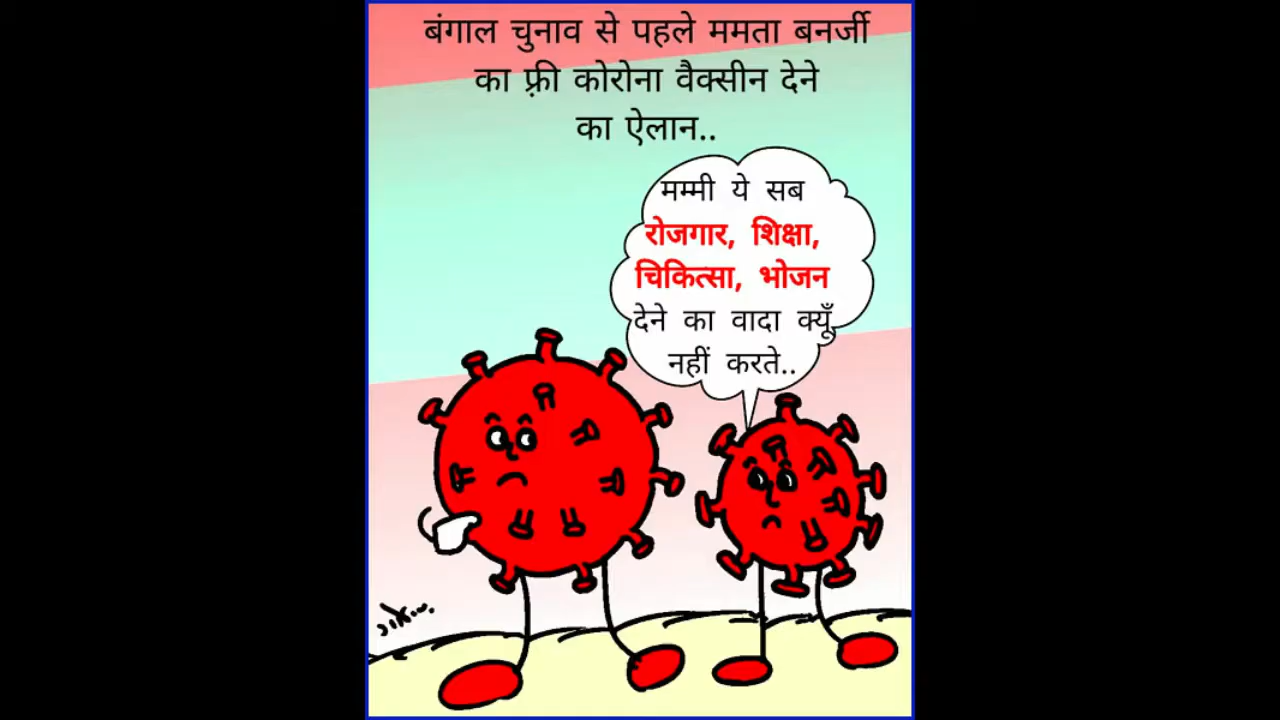 बंगाल चुनाव से पहले ममता बनर्जी
का फ़्री कोरोना वैक्सीन देने
का ऐलान..
मम्मी ये सब
रोजगार, शिक्षा,
चिकित्सा, भोजन
देने का वादा क्यूँ
नहीं करते..